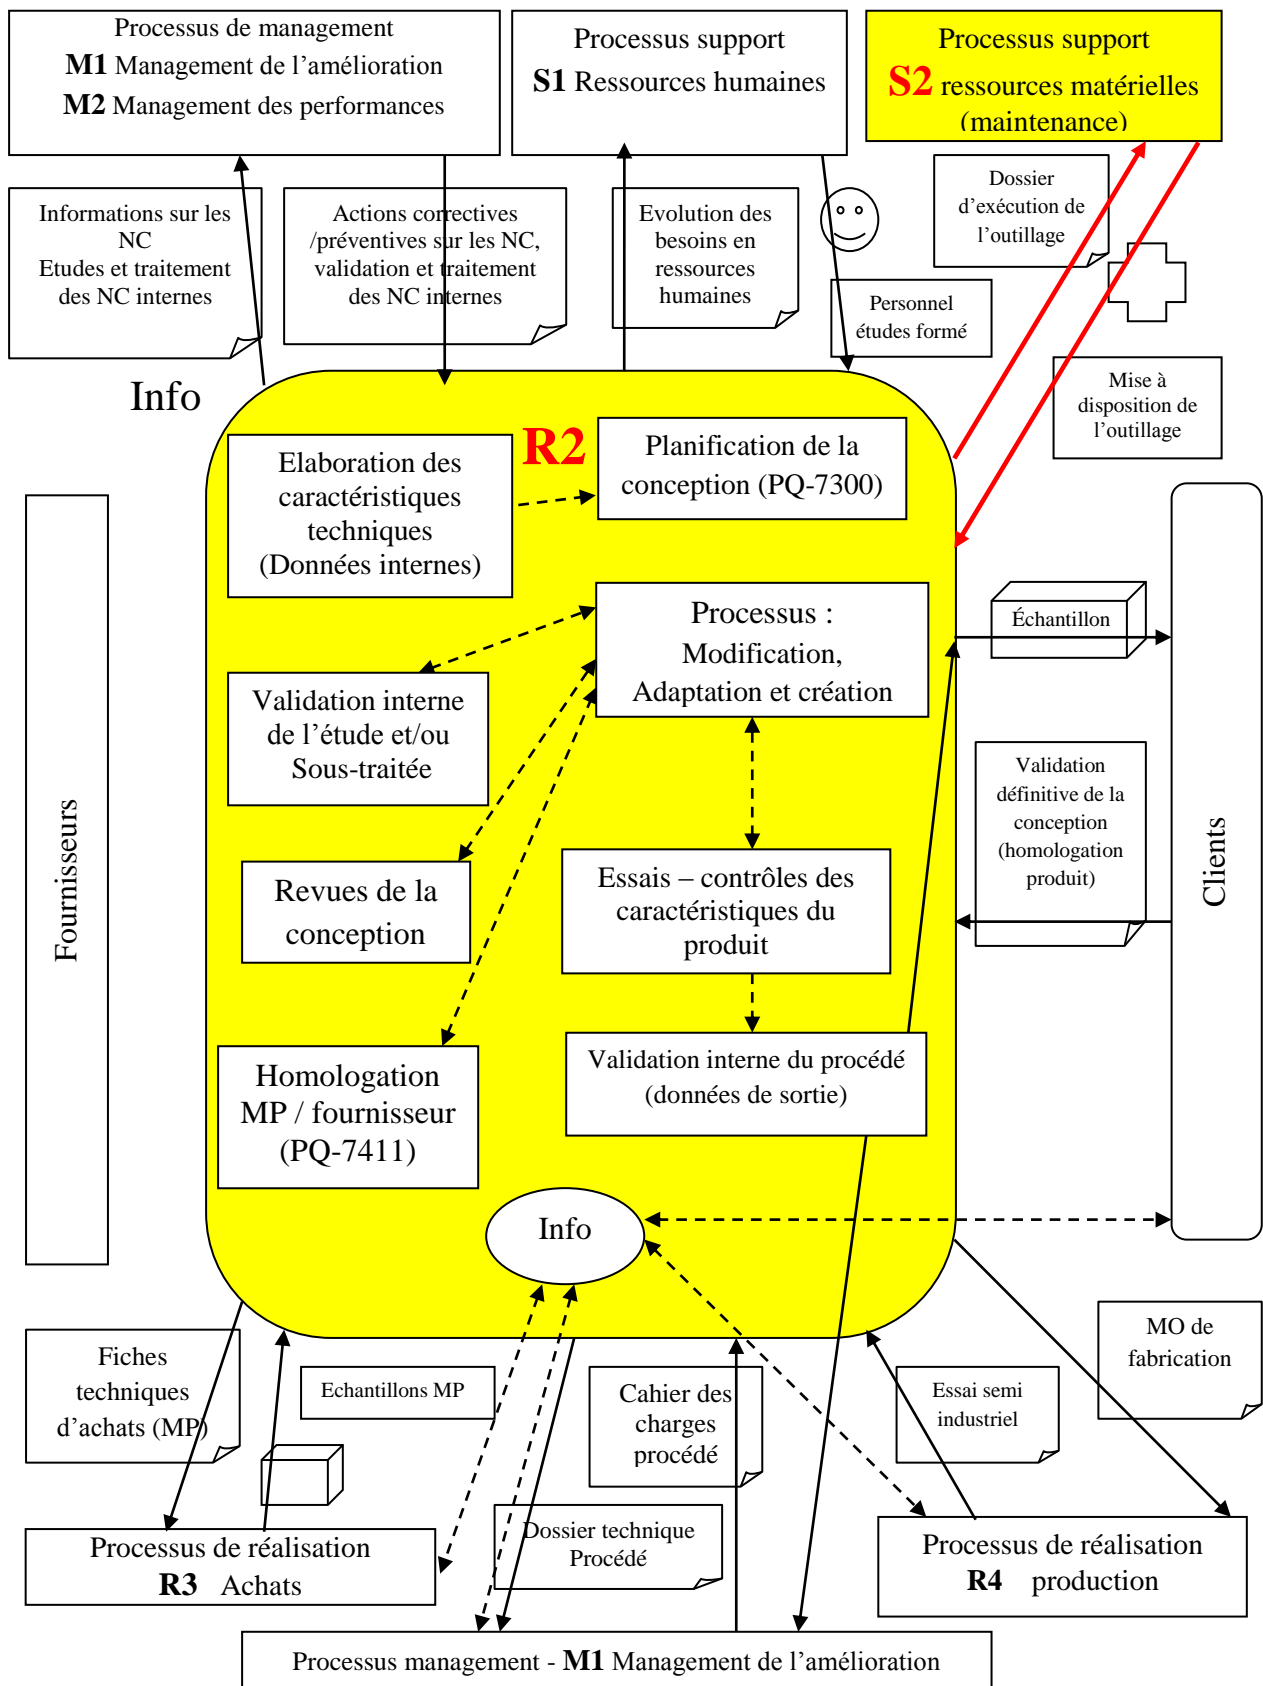 Processus de management
M1 Management de l’amélioration
M2 Management des performances
Processus support
S1 Ressources humaines
Processus support
S2 ressources matérielles
(maintenance)
Informations sur les
NC
Etudes et traitement
des NC internes
Actions correctives
/préventives sur les NC,
validation et traitement
des NC internes
Evolution des
besoins en
ressources
humaines
Personnel
études formé
Dossier
d’exécution de
l’outillage
Mise à
disposition de
l’outillage
Info
R2
Elaboration des
caractéristiques
techniques
(Données internes)
Planification de la
conception (PQ-7300)
Processus :
Modification,
Adaptation et création
Validation interne
de l’étude et/ou
Sous-traitée
Revues de la
conception
Essais – contrôles des
caractéristiques du
produit
Homologation
MP / fournisseur
(PQ-7411)
Validation interne du procédé
(données de sortie)
Info
Fournisseurs
Échantillon
Validation
définitive de la
conception
(homologation
produit)
Clients
Fiches
techniques
d’achats (MP)
Echantillons MP
Cahier des
charges
procédé
Essai semi
industriel
MO de
fabrication
Dossier technique
Procédé
Processus de réalisation
R3 Achats
Processus de réalisation
R4 production
Processus management - M1 Management de l’amélioration